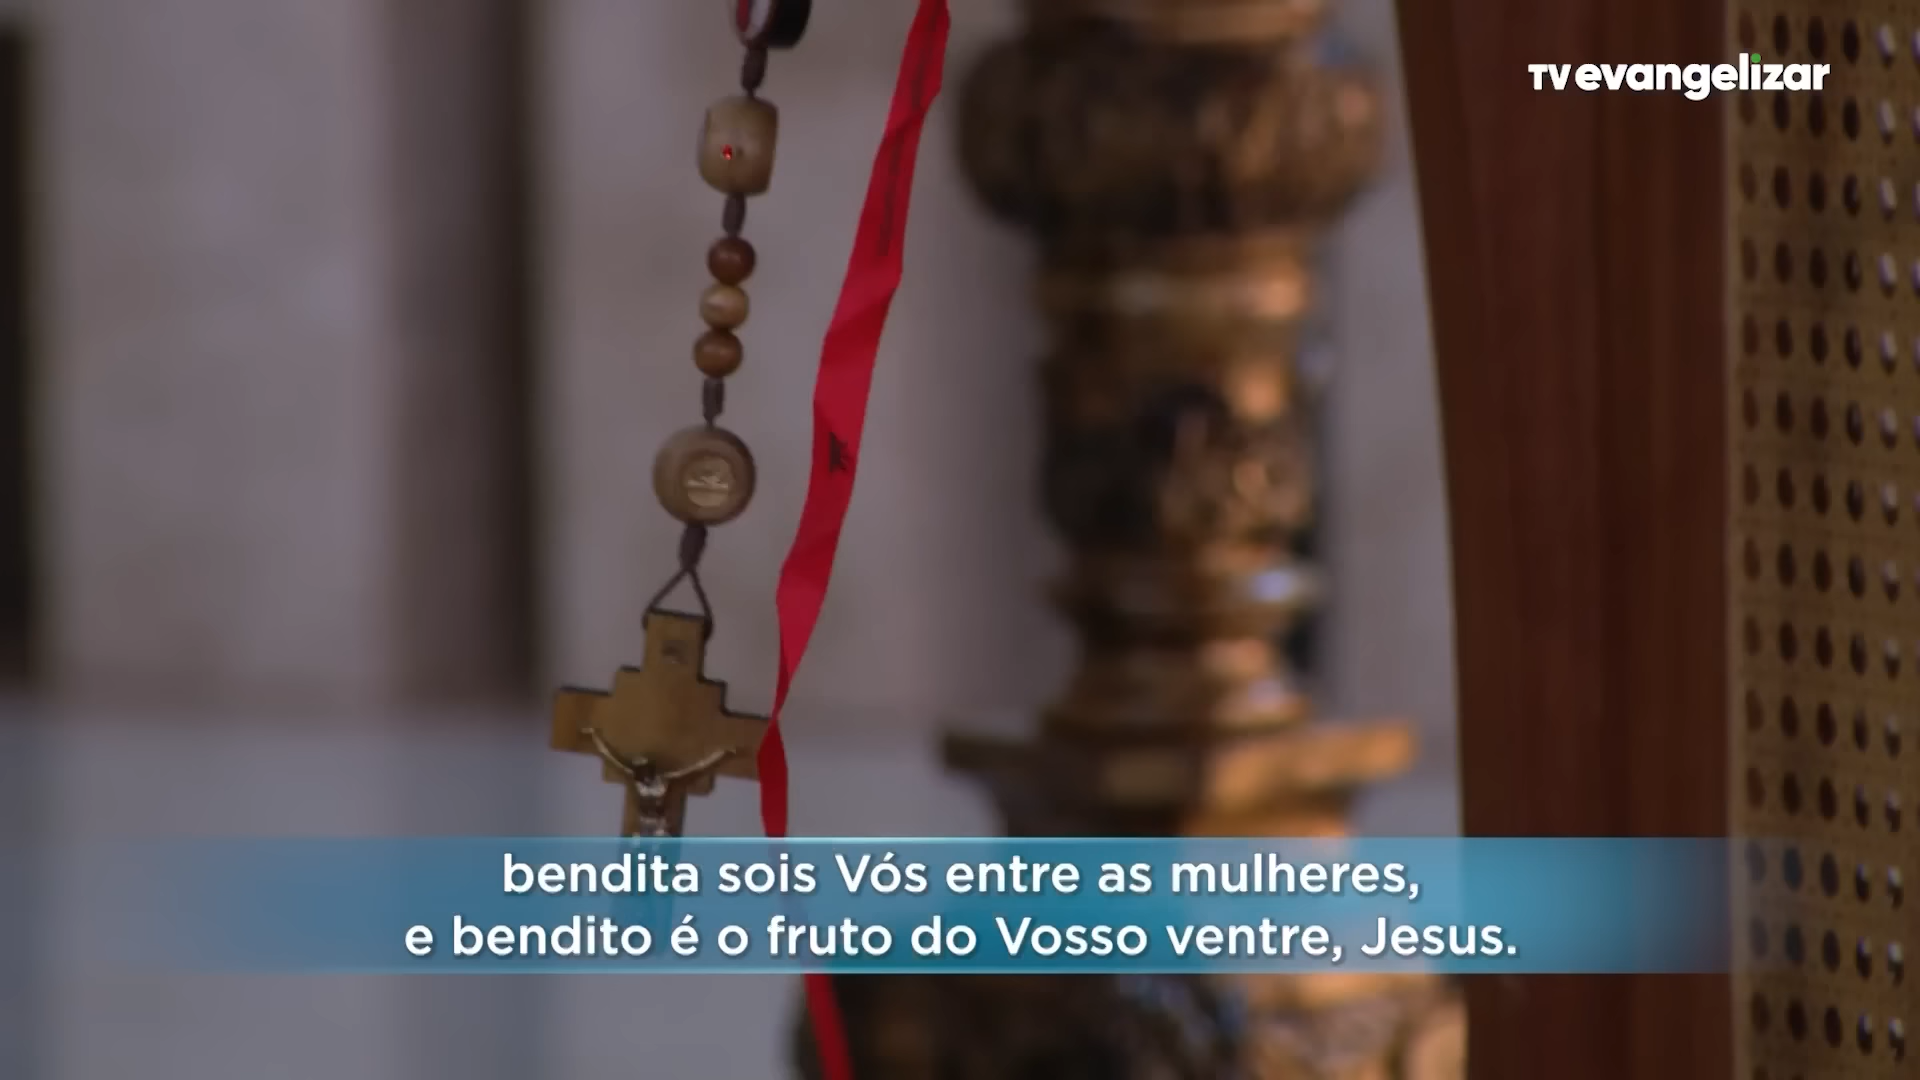 TV evangelizar
bendita sois Vós entre as mulheres,
e bendito é o fruto do Vosso ventre, Jesus.